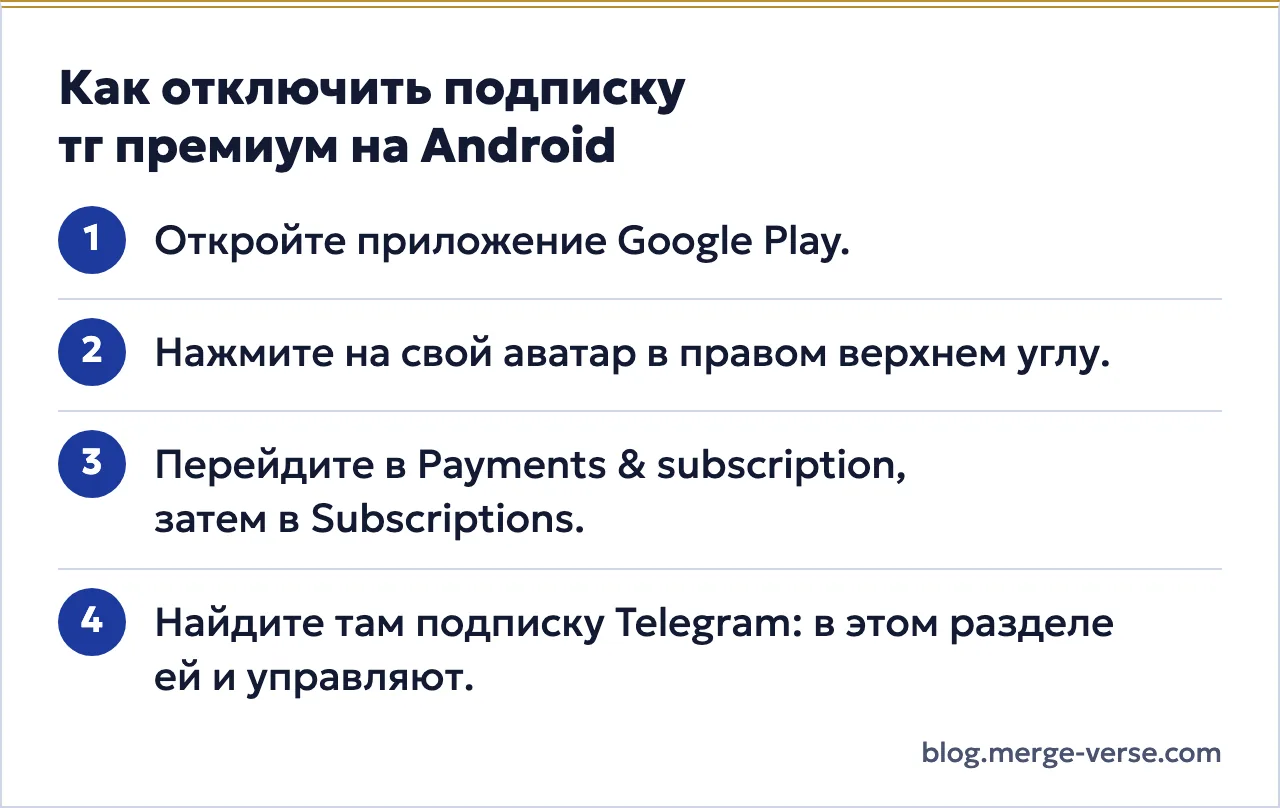 Как отключить подписку
тг премиум на Android
1
Откройте приложение Google Play.
2
Нажмите на свой аватар в правом верхнем углу.
3
Перейдите в Payments & subscription,
затем в Subscriptions.
4
Найдите там подписку Telegram: в этом разделе
ей и управляют.
blog.merge-verse.com